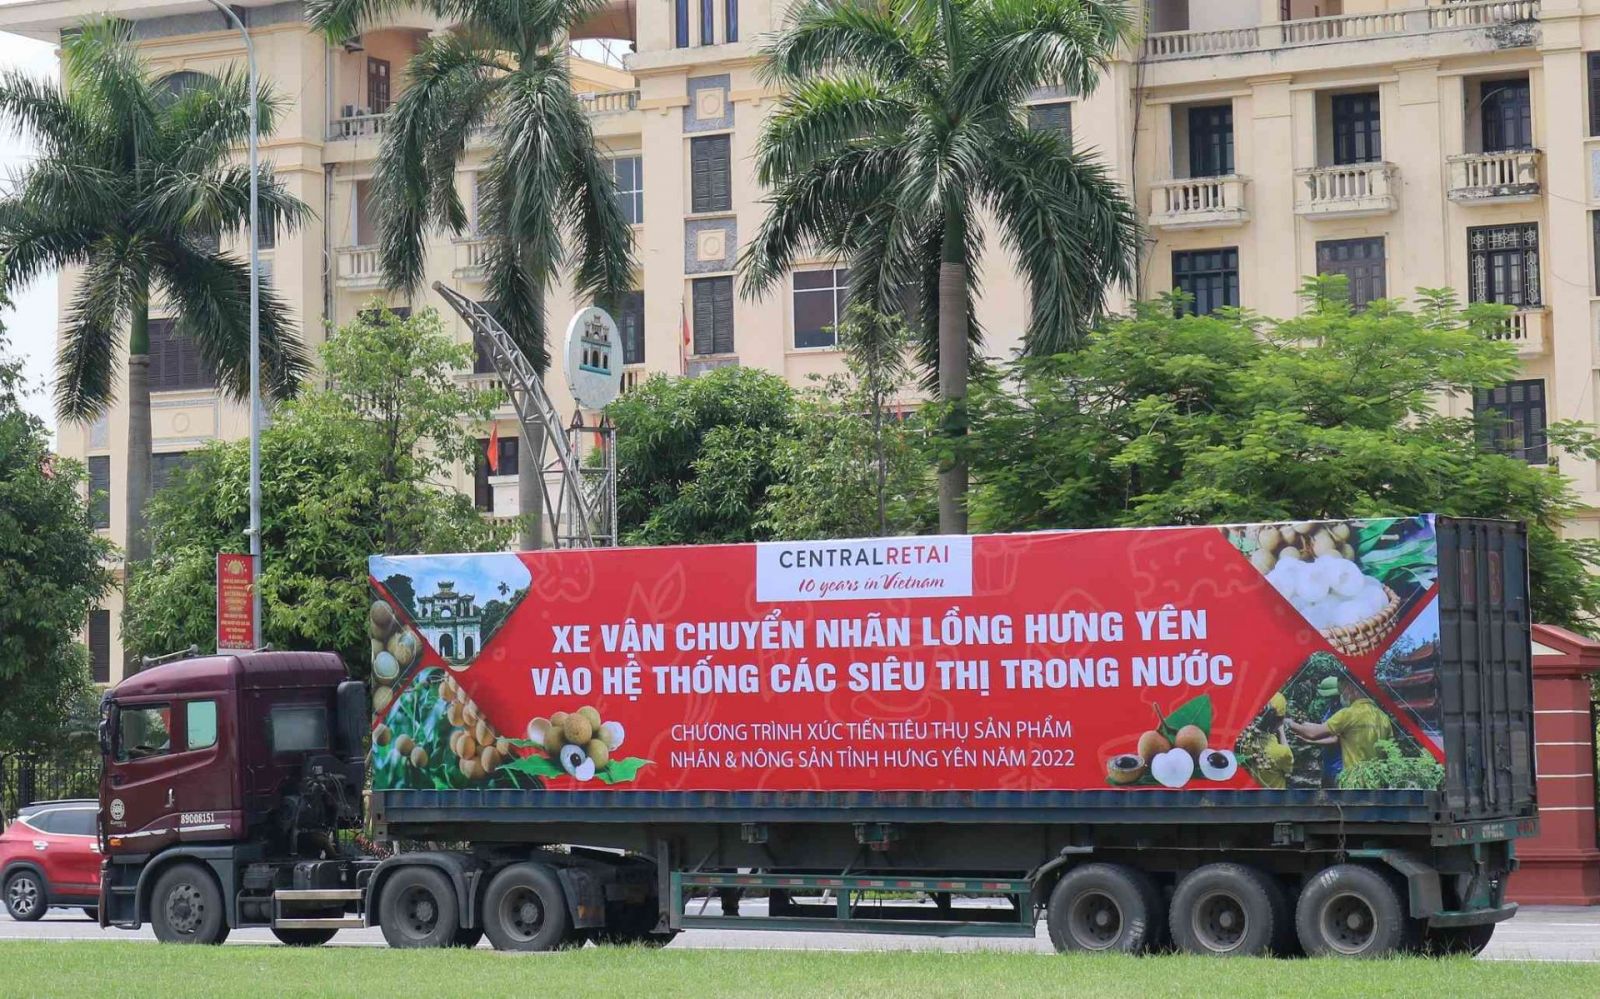 CENTRALRETAI
10 years in Vietnam
XE VẬN CHUYỂN NHÃN LỒNG HƯNG YÊN
VÀO HỆ THỐNG CÁC SIÊU THỊ TRONG NƯỚC
CHƯƠNG TRÌNH XÚC TIẾN TIÊU THỤ SẢN PHẨM
NHÃN & NÔNG SẢN TỈNH HƯNG YÊN NĂM 2022
89C08151